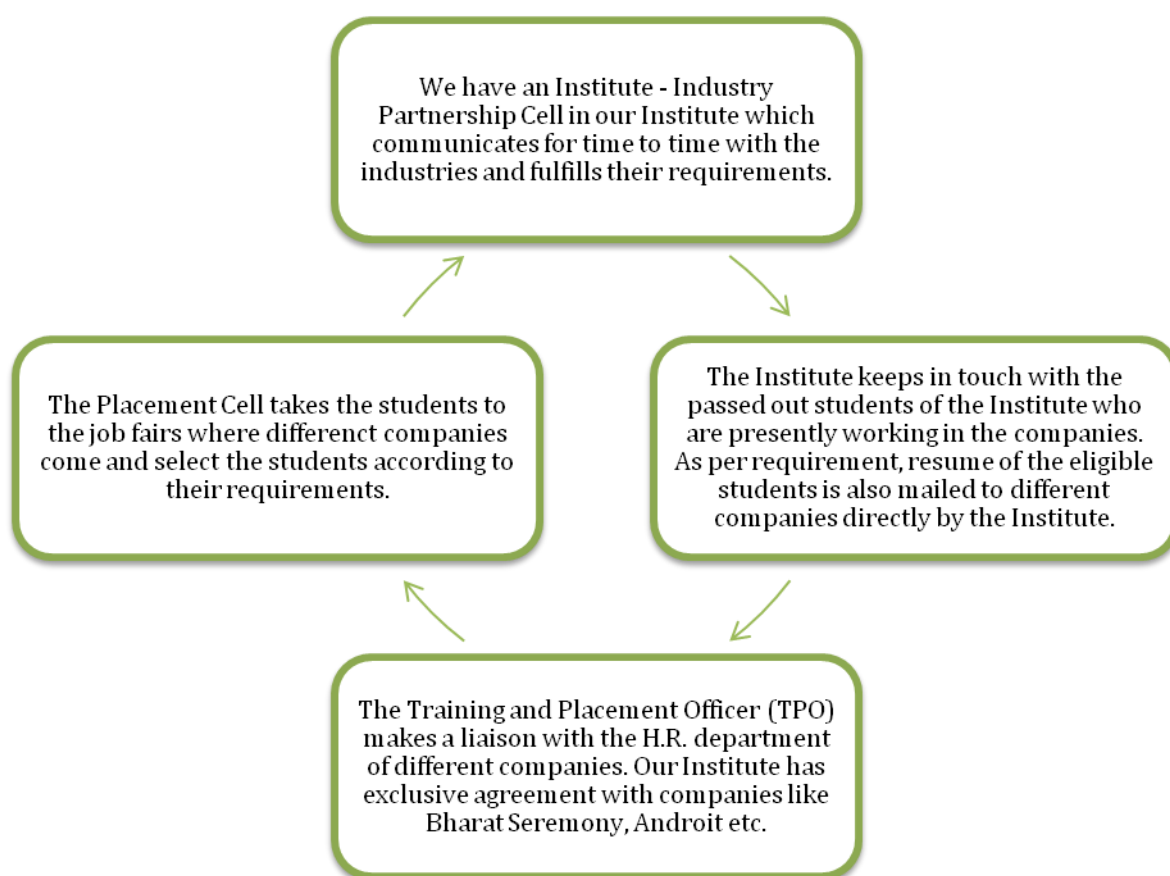 We have an Institute - Industry
Partnership Cell in our Institute which
communicates for time to time with the
industries and fulfills their requirements.
The Institute keeps in touch with the
passed out students of the Institute who
are presently working in the companies.
As per requirement, resume of the eligible
students is also mailed to different
companies directly by the Institute.
The Training and Placement Officer (TPO)
makes a liaison with the H.R. department
of different companies. Our Institute has
exclusive agreement with companies like
Bharat Seremony, Androit etc.
The Placement Cell takes the students to
the job fairs where differenct companies
come and select the students according to
their requirements.